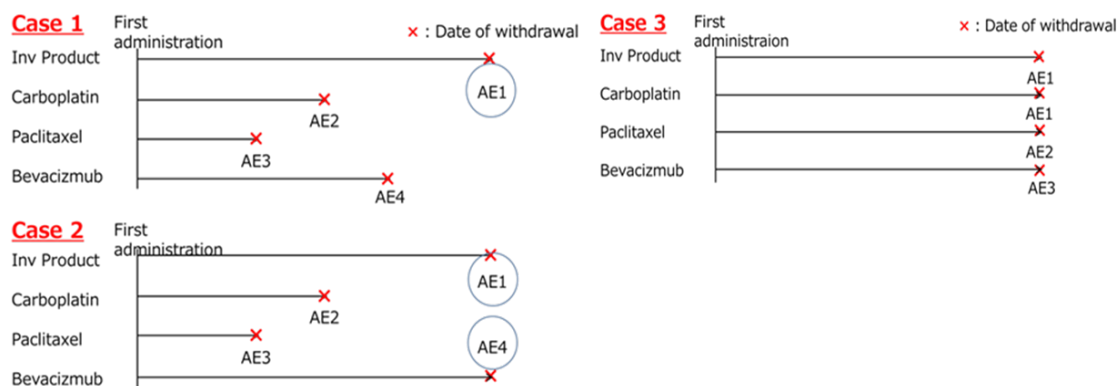 Case 1
First
administration
× : Date of withdrawal
Inv Product
AE1
Carboplatin
AE2
Paclitaxel
AE3
Bevacizmub
AE4
Case 2
First
administration
Inv Product
AE1
Carboplatin
AE2
Paclitaxel
AE3
AE4
Bevacizmub
Case 3
First
administraion
× : Date of withdrawal
Inv Product
AE1
Carboplatin
AE1
Paclitaxel
AE2
Bevacizmub
AE3